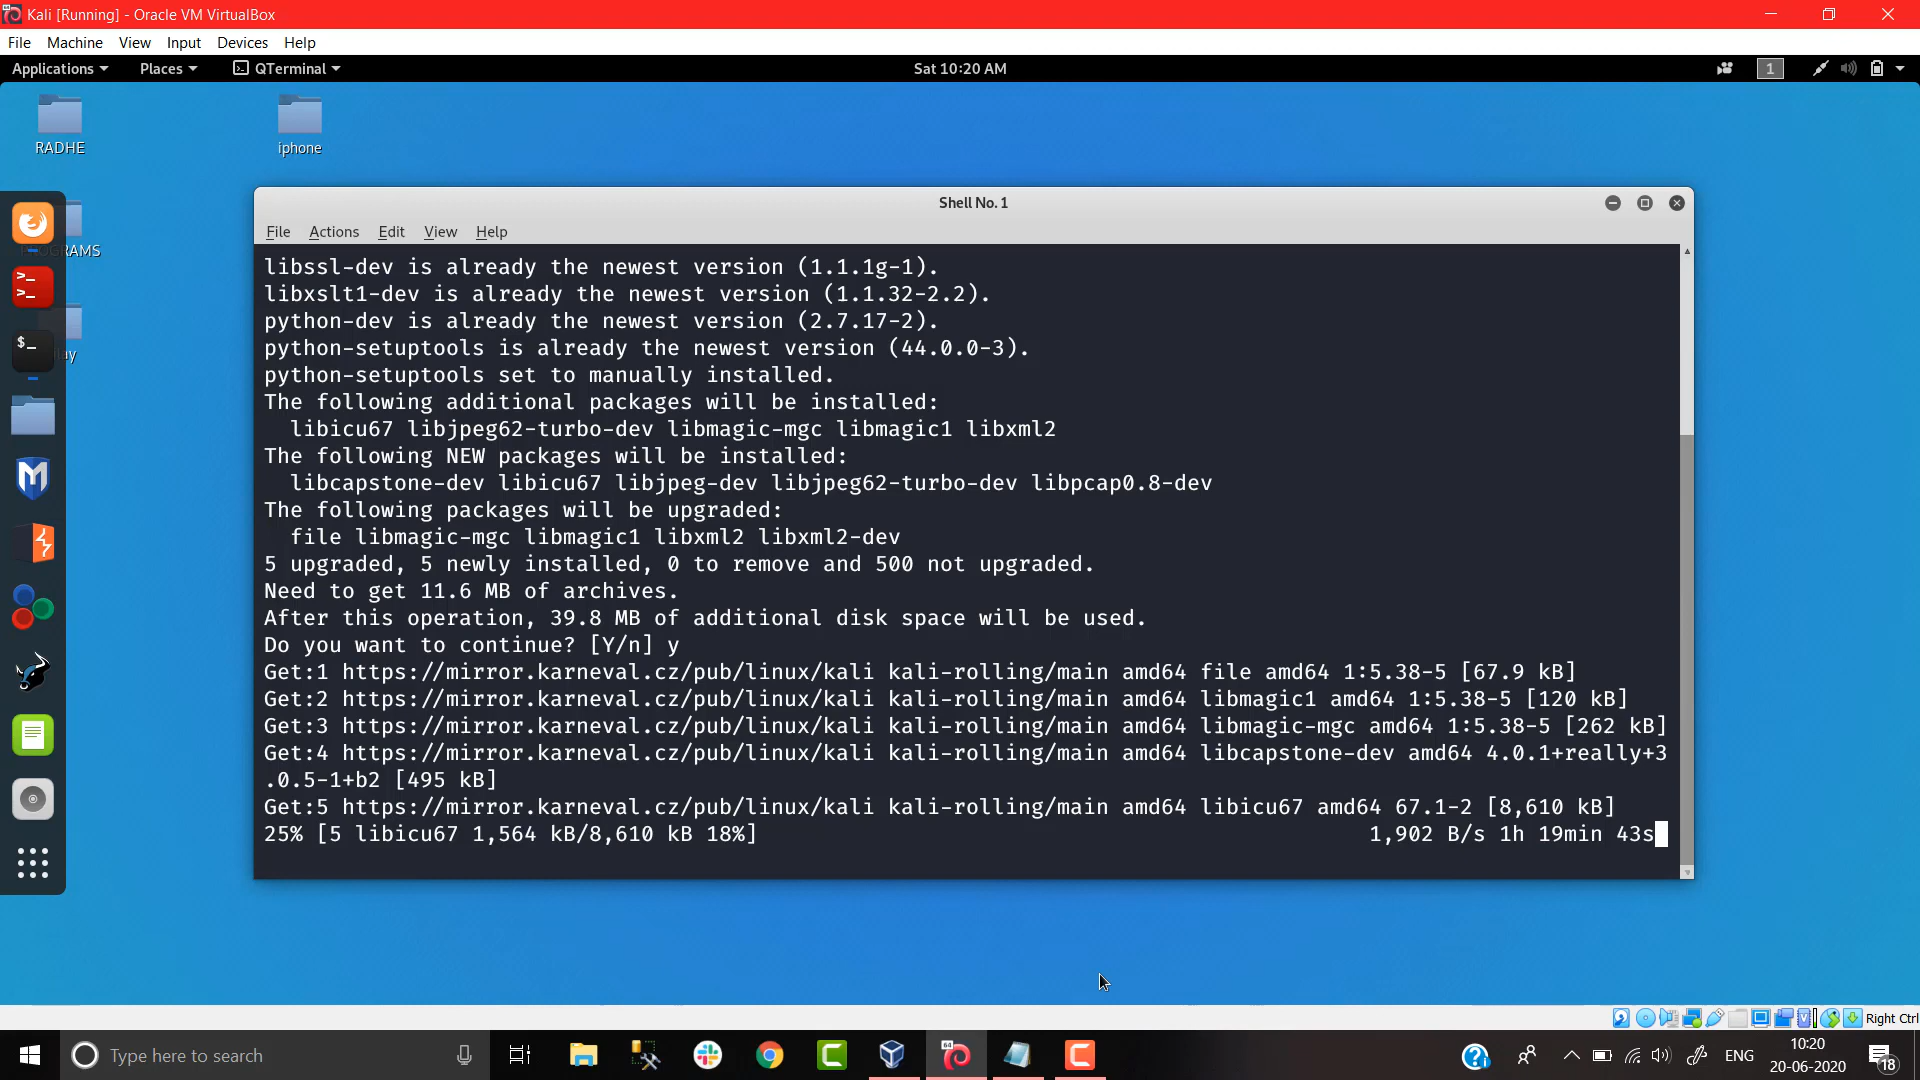 Kali [Running] - Oracle VM VirtualBox
File Machine View Input Devices Help
Applications Places QTerminal Sat 10:20 AM 1
RADHE
iphone
RAMS
lay
Shell No. 1
File Actions Edit View Help
libssl-dev is already the newest version (1.1.1g-1).
libxslt1-dev is already the newest version (1.1.32-2.2).
python-dev is already the newest version (2.7.17-2).
python-setuptools is already the newest version (44.0.0-3).
python-setuptools set to manually installed.
The following additional packages will be installed:
libicu67 libjpeg62-turbo-dev libmagic-mgc libmagic1 libxml2
The following NEW packages will be installed:
libcapstone-dev libicu67 libjpeg-dev libjpeg62-turbo-dev libpcap0.8-dev
The following packages will be upgraded:
file libmagic-mgc libmagic1 libxml2 libxml2-dev
5 upgraded, 5 newly installed, 0 to remove and 500 not upgraded.
Need to get 11.6 MB of archives.
After this operation, 39.8 MB of additional disk space will be used.
Do you want to continue? [Y/n] y
Get:1 https://mirror.karneval.cz/pub/linux/kali kali-rolling/main amd64 file amd64 1:5.38-5 [67.9 kB]
Get:2 https://mirror.karneval.cz/pub/linux/kali kali-rolling/main amd64 libmagic1 amd64 1:5.38-5 [120 kB]
Get:3 https://mirror.karneval.cz/pub/linux/kali kali-rolling/main amd64 libmagic-mgc amd64 1:5.38-5 [262 kB]
Get:4 https://mirror.karneval.cz/pub/linux/kali kali-rolling/main amd64 libcapstone-dev amd64 4.0.1+really+3
.0.5-1+b2 [495 kB]
Get:5 https://mirror.karneval.cz/pub/linux/kali kali-rolling/main amd64 libicu67 amd64 67.1-2 [8,610 kB]
25% [5 libicu67 1,564 kB/8,610 kB 18%] 1,902 B/s 1h 19min 43s
Right Ctrl
Type here to search
ENG
10:20
20-06-2020
18